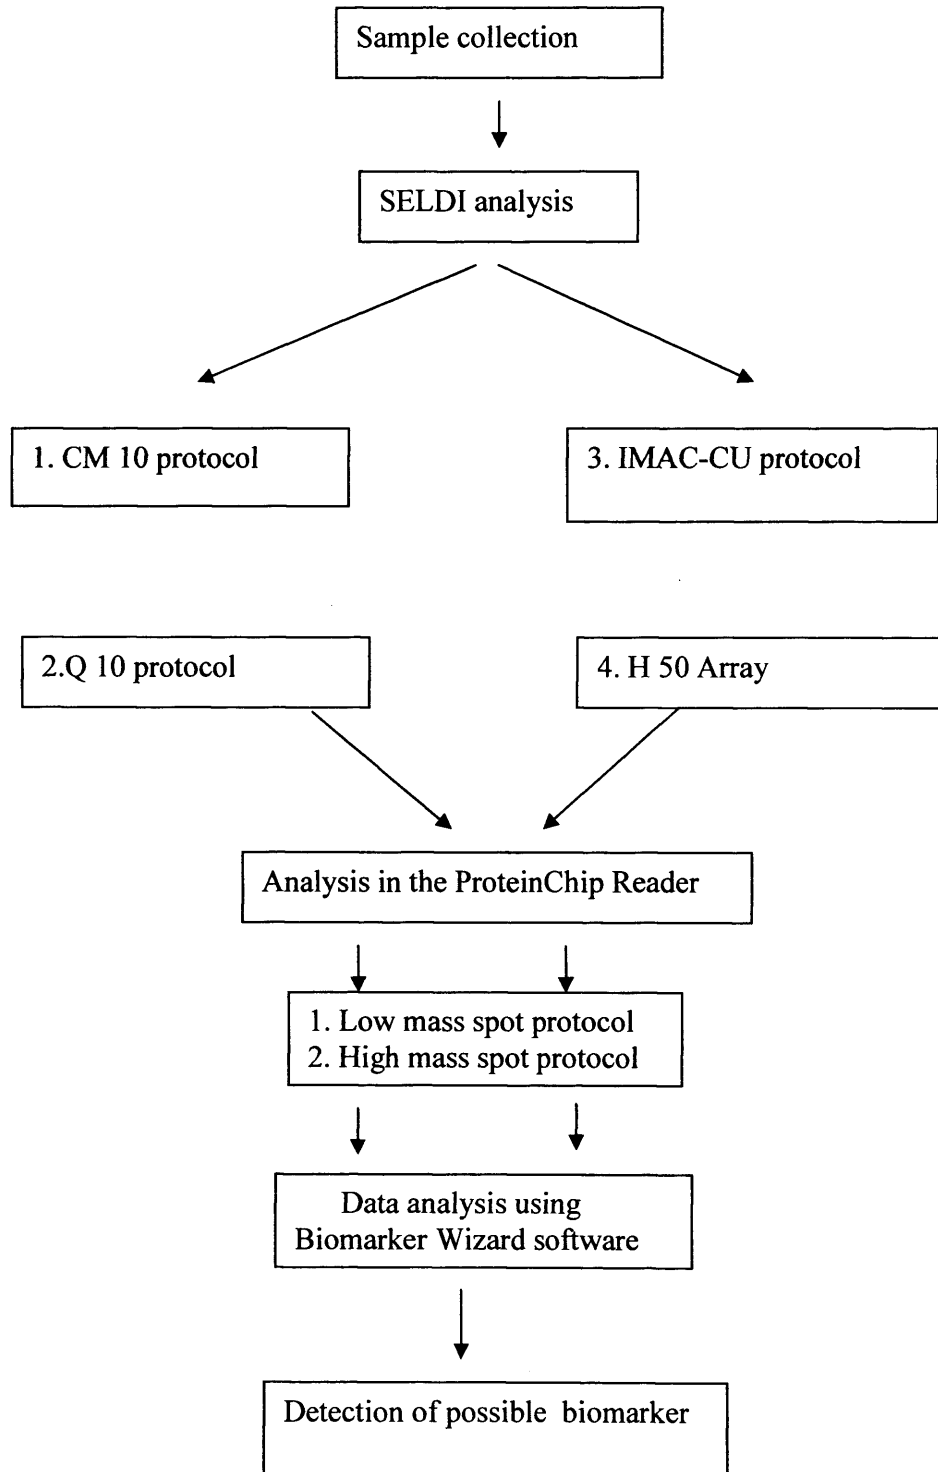 Sample collection
SELDI analysis
1. CM 10 protocol
3. IMAC-CU protocol
2.Q 10 protocol
4. H 50 Array
Analysis in the ProteinChip Reader
1. Low mass spot protocol
2. High mass spot protocol
Data analysis using
Biomarker Wizard software
Detection of possible biomarker